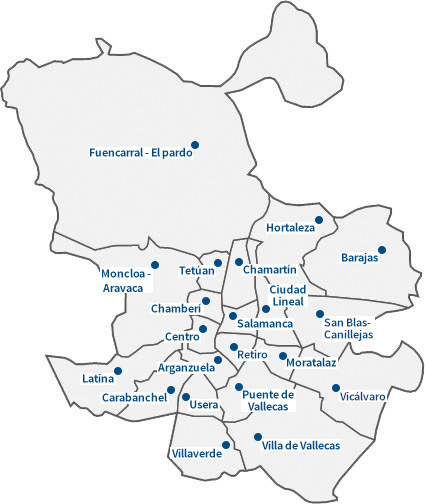 Fuencarral - El pardo
Hortaleza
Barajas
Moncloa -
Aravaca
Tetúan
Chamartín
Ciudad
Lineal
Chamberí
Salamanca
San Blas-
Canillejas
Centro
Retiro
Moratalaz
Arganzuela
Latina
Carabanchel
Usera
Puente de
Vallecas
Vicálvaro
Villaverde
Villa de Vallecas